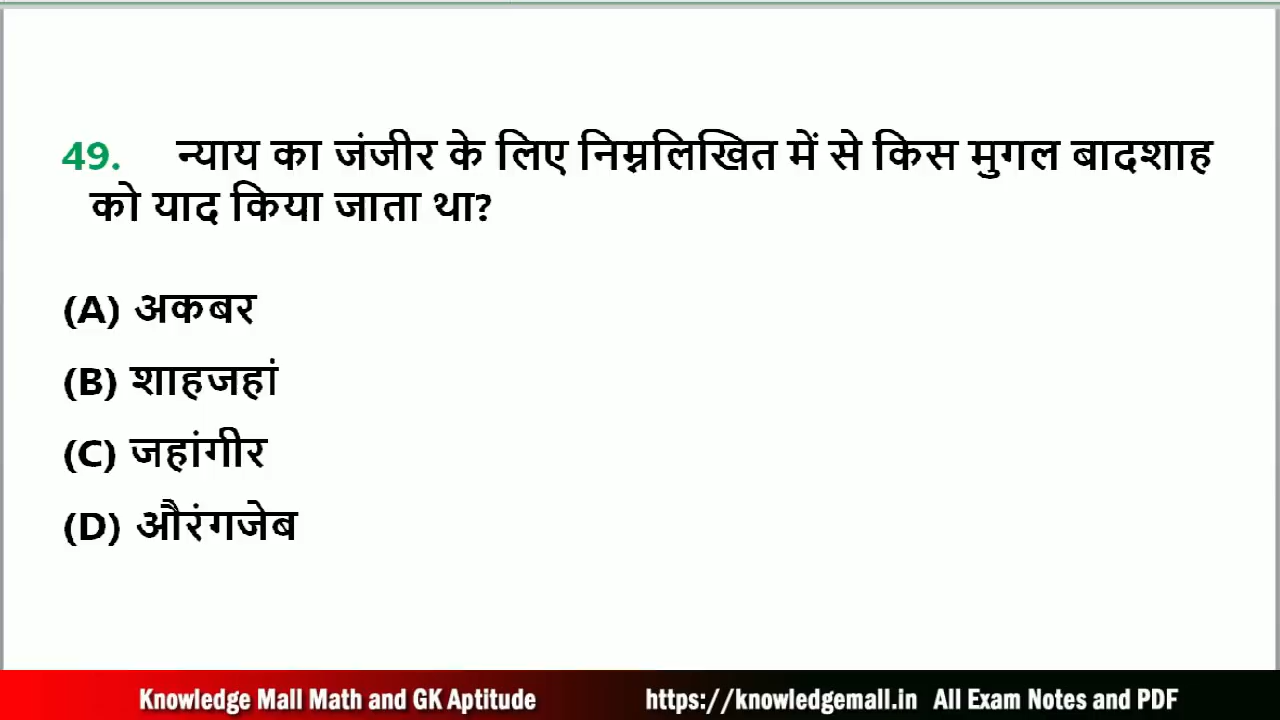 49. न्याय का जंजीर के लिए निम्नलिखित में से किस मुगल बादशाह
को याद किया जाता था?
(A) अकबर
(B) शाहजहां
(C) जहांगीर
(D) औरंगजेब
Knowledge Mall Math and GK Aptitude https://knowledgemall.in All Exam Notes and PDF